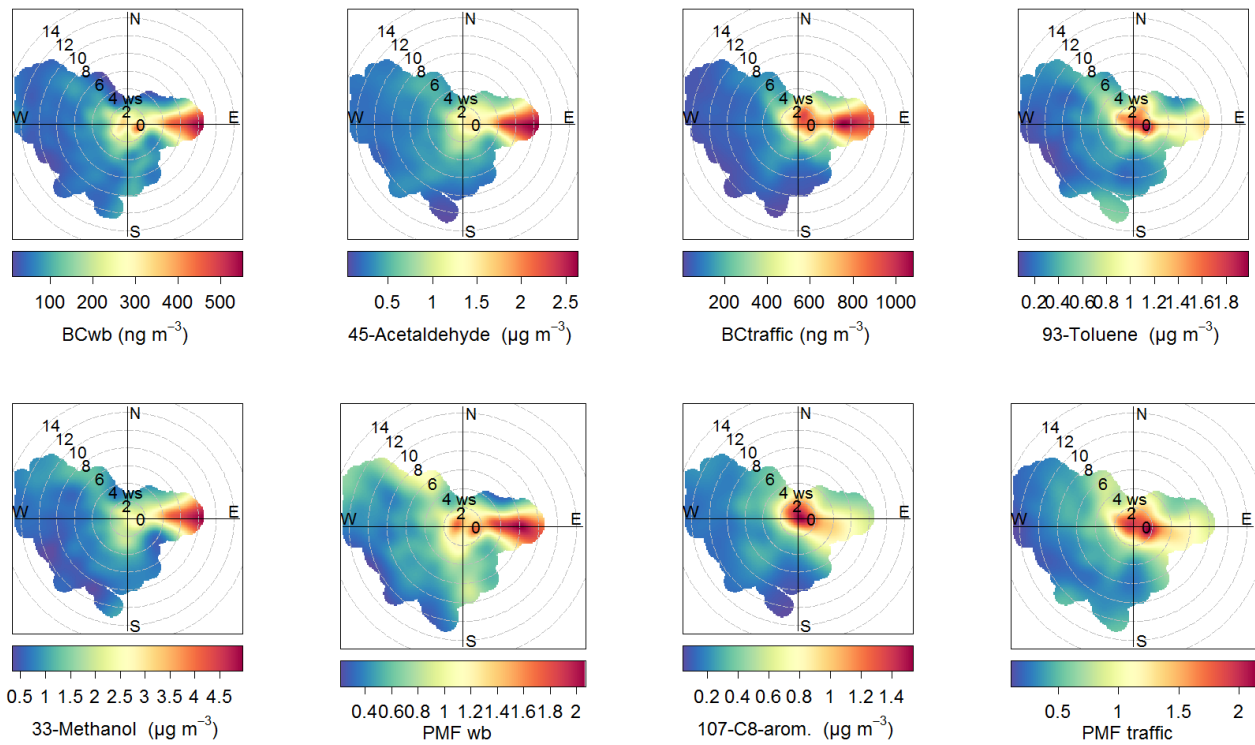 N
14
12
10
8
6
4 ws
2
W 0 E
S
100 200 300 400 500
BCwb (ng m⁻³)
N
14
12
10
8
6
4 ws
2
W 0 E
S
0.5 1 1.5 2 2.5
45-Acetaldehyde (µg m⁻³)
N
14
12
10
8
6
4 ws
2
W 0 E
S
200 400 600 800 1000
BCtraffic (ng m⁻³)
N
14
12
10
8
6
4 ws
2
W 0 E
S
0.2 0.4 0.6 0.8 1 1.2 1.4 1.6 1.8
93-Toluene (µg m⁻³)
N
14
12
10
8
6
4 ws
2
W 0 E
S
0.5 1 1.5 2 2.5 3 3.5 4 4.5
33-Methanol (µg m⁻³)
N
14
12
10
8
6
4 ws
2
W 0 E
S
0.4 0.6 0.8 1 1.2 1.4 1.6 1.8 2
PMF wb
N
14
12
10
8
6
4 ws
2
W 0 E
S
0.2 0.4 0.6 0.8 1 1.2 1.4
107-C8-arom. (µg m⁻³)
N
14
12
10
8
6
4 ws
2
W 0 E
S
0.5 1 1.5 2
PMF traffic